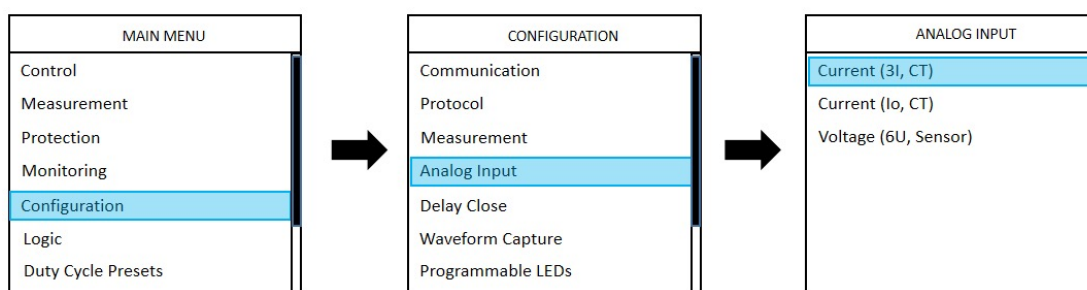 MAIN MENU
Control
Measurement
Protection
Monitoring
Configuration
Logic
Duty Cycle Presets
CONFIGURATION
Communication
Protocol
Measurement
Analog Input
Delay Close
Waveform Capture
Programmable LEDs
ANALOG INPUT
Current (3I, CT)
Current (Io, CT)
Voltage (6U, Sensor)